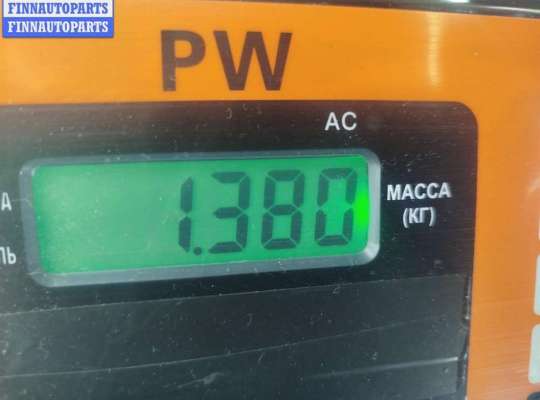 FINNAUTOPARTS
FINNAUTOPARTS
PW
AC
1.380
МАССА
(КГ)